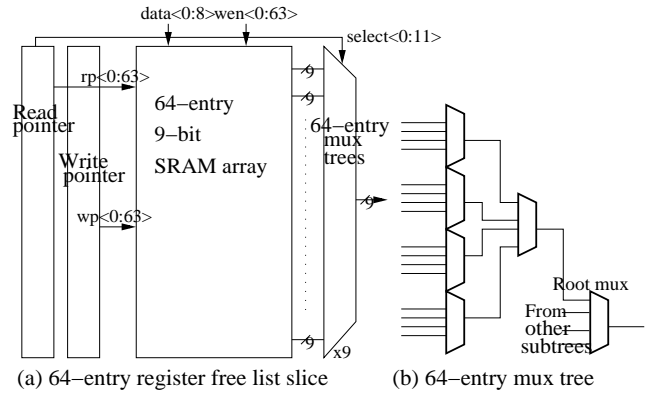 data<0:8>wen<0:63>
select<0:11>
rp<0:63>
Read
pointer
Write
pointer
wp<0:63>
64−entry
9−bit
SRAM array
9
9
9
9
x9
64−entry
mux
trees
Root mux
From
other
subtrees
(a) 64−entry register free list slice
(b) 64−entry mux tree